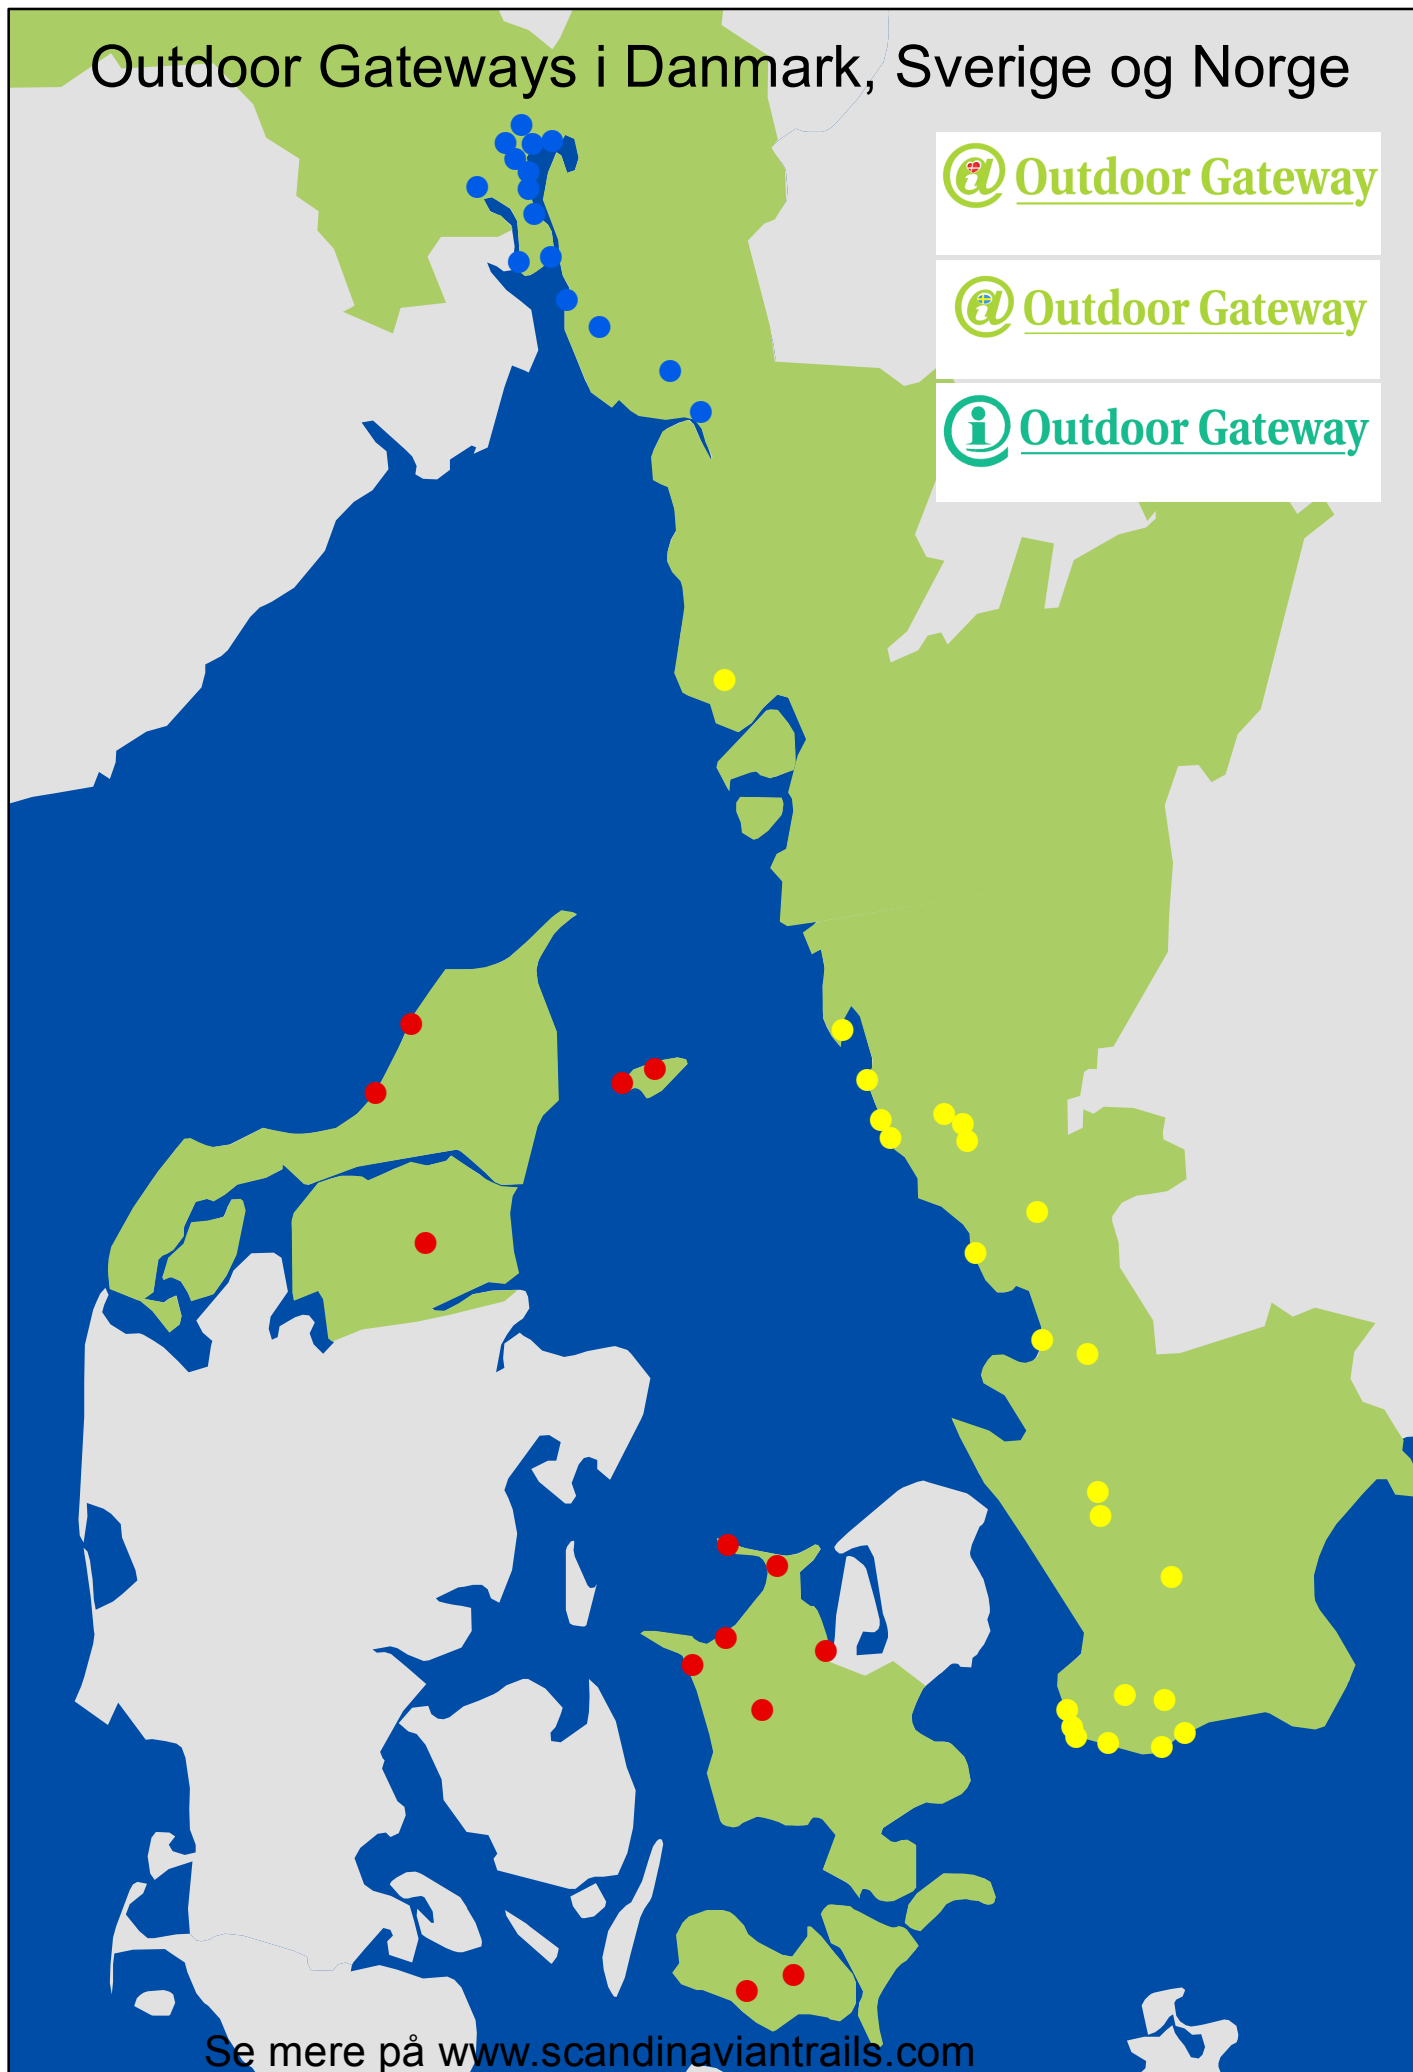 Outdoor Gateways i Danmark, Sverige og Norge
Outdoor Gateway
Outdoor Gateway
Outdoor Gateway
Se mere på www.scandinaviantrails.com